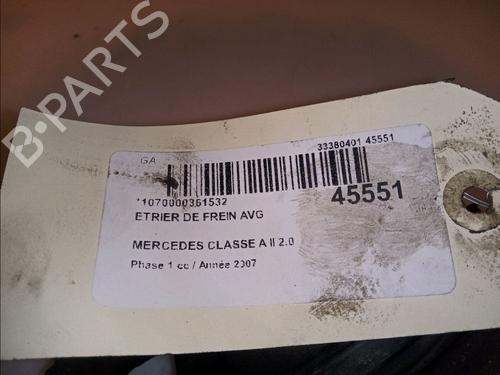 B-PARTS
GA
33380401 45551
*1070000361532
45551
ETRIER DE FREIN AVG
MERCEDES CLASSE A II 2.0
Phase 1 cc / Année 2007